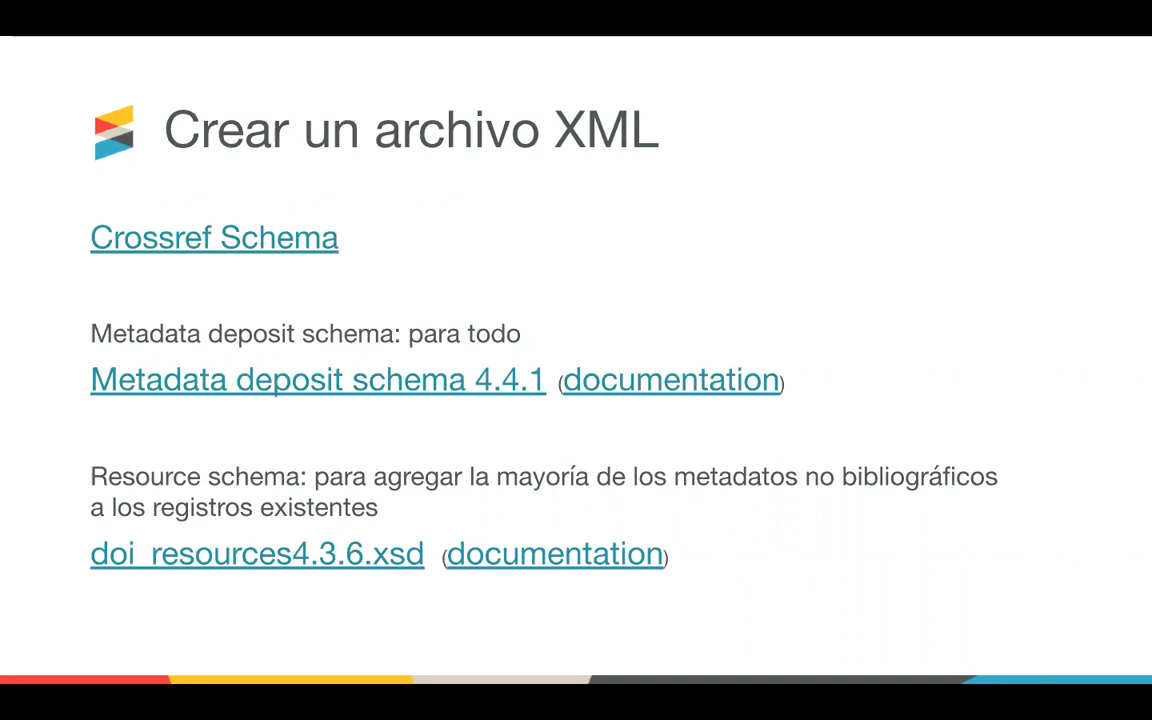 Crear un archivo XML
Crossref Schema
Metadata deposit schema: para todo
Metadata deposit schema 4.4.1 (documentation)
Resource schema: para agregar la mayoría de los metadatos no bibliográficos
a los registros existentes
doi_resources4.3.6.xsd (documentation)